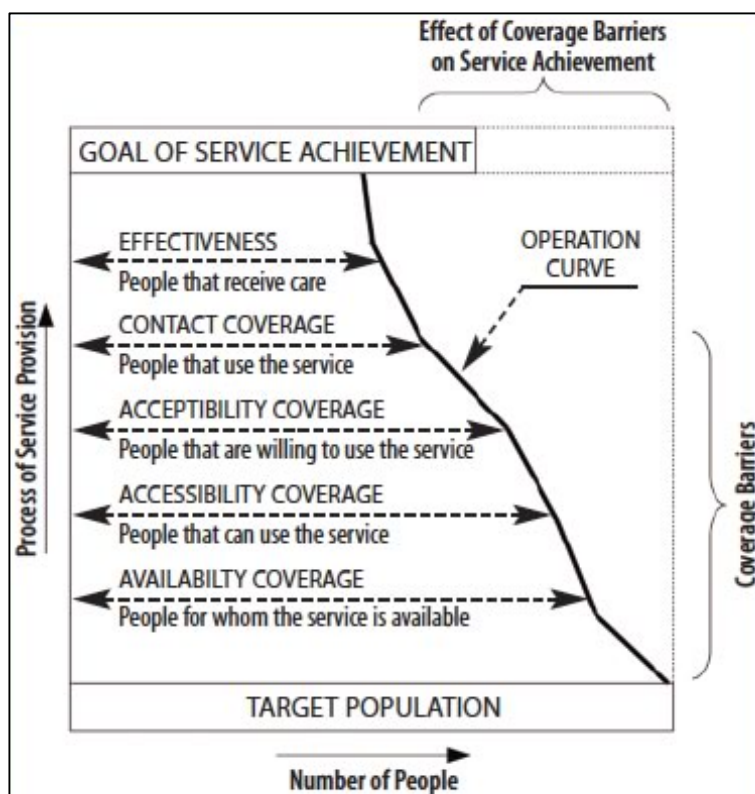 Effect of Coverage Barriers
on Service Achievement
GOAL OF SERVICE ACHIEVEMENT
EFFECTIVENESS
People that receive care
OPERATION
CURVE
CONTACT COVERAGE
People that use the service
ACCEPTIBILITY COVERAGE
People that are willing to use the service
ACCESSIBILITY COVERAGE
People that can use the service
AVAILABILTY COVERAGE
People for whom the service is available
TARGET POPULATION
Number of People
Process of Service Provision
Coverage Barriers